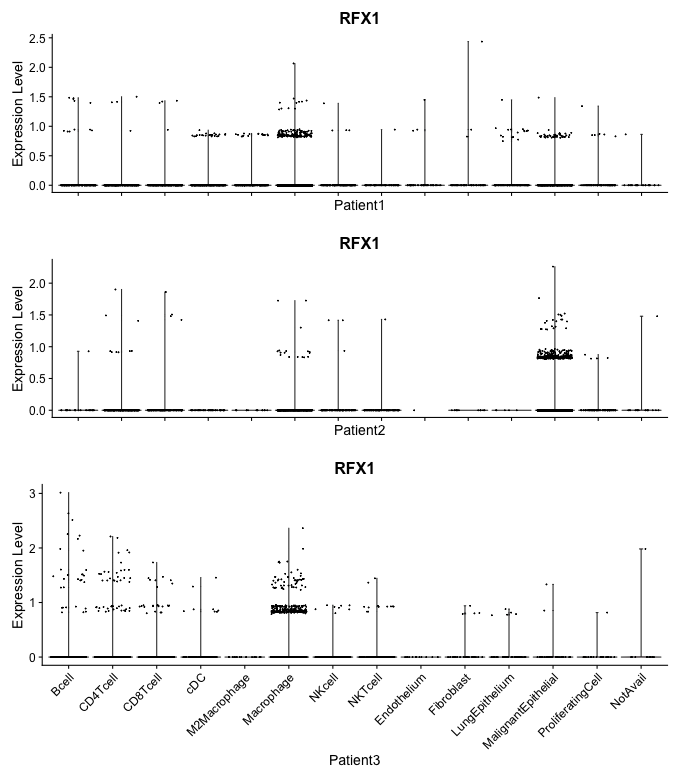 RFX1
Expression Level
2.5
2.0
1.5
1.0
0.5
0.0
Patient1
RFX1
Expression Level
2.0
1.5
1.0
0.5
0.0
Patient2
RFX1
Expression Level
3
2
1
0
Bcell
CD4Tcell
CD8Tcell
cDC
M2Macrophage
Macrophage
NKcell
NKTcell
Endothelium
Fibroblast
LungEpithelium
MalignantEpithelial
ProliferatingCell
NotAvail
Patient3